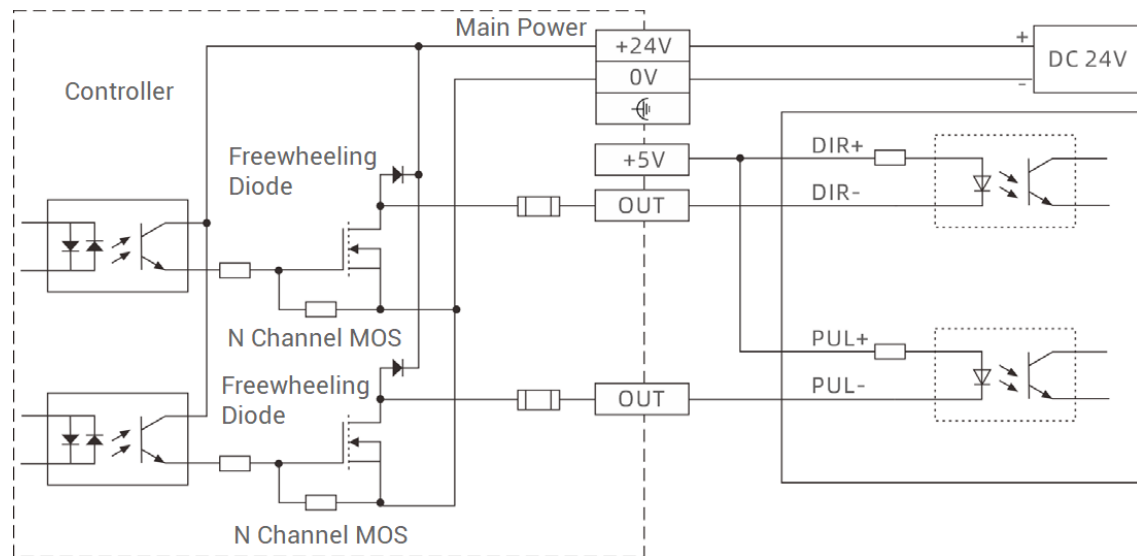 Main Power
+24V
+
DC 24V
0V
-
Controller
Freewheeling
Diode
+5V
DIR+
OUT
DIR-
N Channel MOS
PUL+
Freewheeling
Diode
OUT
PUL-
N Channel MOS